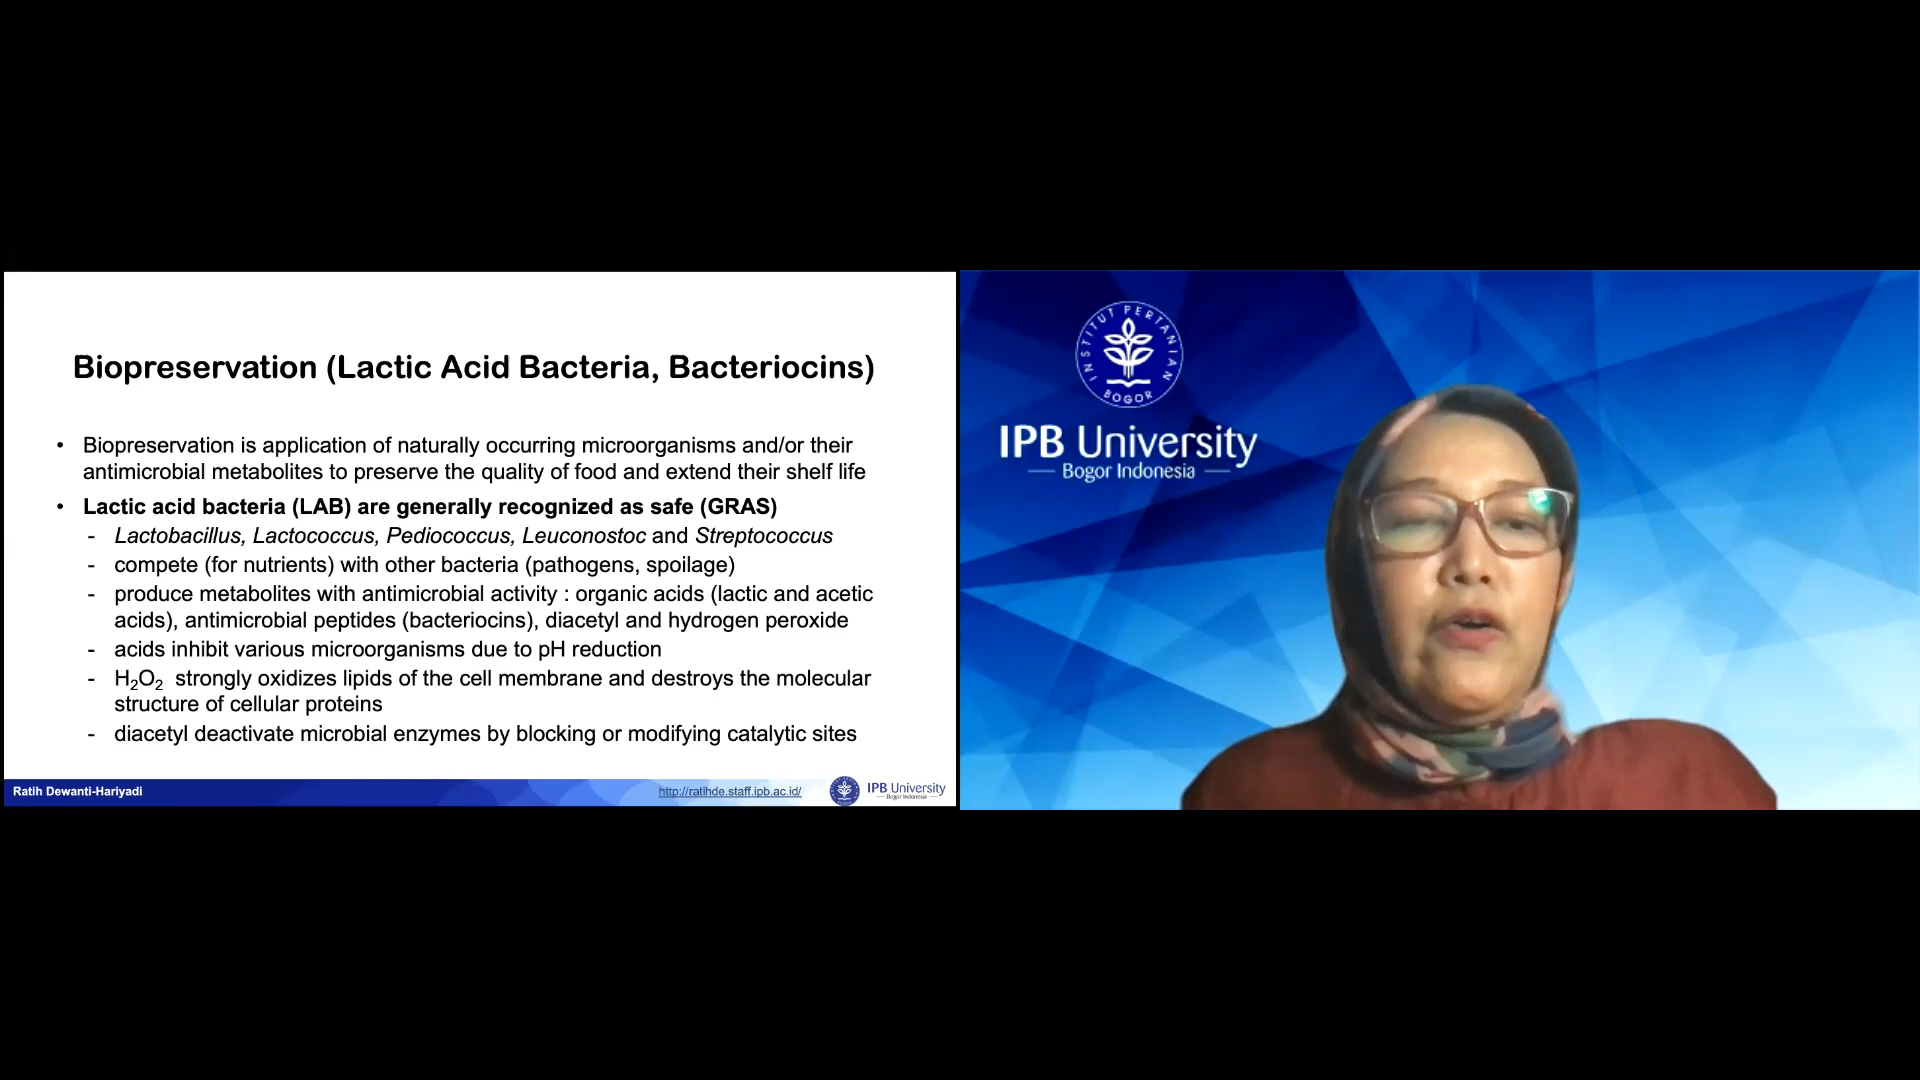 Biopreservation (Lactic Acid Bacteria, Bacteriocins)
• Biopreservation is application of naturally occurring microorganisms and/or their
antimicrobial metabolites to preserve the quality of food and extend their shelf life
• Lactic acid bacteria (LAB) are generally recognized as safe (GRAS)
- Lactobacillus, Lactococcus, Pediococcus, Leuconostoc and Streptococcus
- compete (for nutrients) with other bacteria (pathogens, spoilage)
- produce metabolites with antimicrobial activity : organic acids (lactic and acetic
acids), antimicrobial peptides (bacteriocins), diacetyl and hydrogen peroxide
- acids inhibit various microorganisms due to pH reduction
- H₂O₂ strongly oxidizes lipids of the cell membrane and destroys the molecular
structure of cellular proteins
- diacetyl deactivate microbial enzymes by blocking or modifying catalytic sites
Ratih Dewanti-Hariyadi
http://ratihde.staff.ipb.ac.id/
IPB University
Bogor Indonesia
INSTITUT PERTANIAN
BOGOR
IPB University
Bogor Indonesia